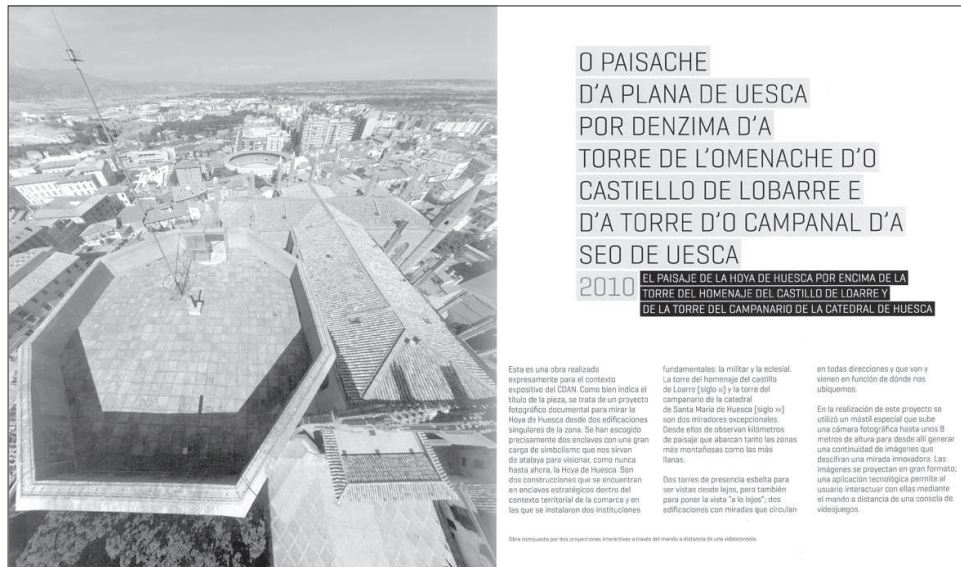 O PAISACHE
D'A PLANA DE UESCA
POR DENZIMA D'A
TORRE DE L'OMENACHE D'O
CASTIELLO DE LOBARRE E
D'A TORRE D'O CAMPANAL D'A
SEO DE UESCA
2010
EL PAISAJE DE LA HOYA DE HUESCA POR ENCIMA DE LA
TORRE DEL HOMENAJE DEL CASTILLO DE LOARRE Y
DE LA TORRE DEL CAMPANARIO DE LA CATEDRAL DE HUESCA
Esta es una obra realizada
expresamente para el contexto
expositivo del CDAN. Como bien indica el
título de la pieza, se trata de un proyecto
fotográfico documental para mirar la
Hoya de Huesca desde dos edificaciones
singulares de la zona. Se han escogido
precisamente dos enclaves con una gran
carga de simbolismo que nos sirvan
de atalaya para visionar, como nunca
hasta ahora, la Hoya de Huesca. Son
dos construcciones que se encuentran
en enclaves estratégicos dentro del
contexto territorial de la comarca y en
las que se instalaron dos instituciones
fundamentales: la militar y la eclesial.
La torre del homenaje del castillo
de Loarre [siglo XI] y la torre del
campanario de la catedral
de Santa María de Huesca [siglo XV]
son dos miradores excepcionales.
Desde ellos de observan kilómetros
de paisaje que abarcan tanto las zonas
más montañosas como las más
llanas.
Dos torres de presencia esbelta para
ser vistas desde lejos, pero también
para poner la vista "a lo lejos"; dos
edificaciones con miradas que circulan
en todas direcciones y que van y
vienen en función de dónde nos
ubiquemos.
En la realización de este proyecto se
utilizó un mástil especial que sube
una cámara fotográfica hasta unos 8
metros de altura para desde allí generar
una continuidad de imágenes que
descifran una mirada innovadora. Las
imágenes se proyectan en gran formato;
una aplicación tecnológica permite al
usuario interactuar con ellas mediante
el mando a distancia de una consola de
videojuegos.
Obra compuesta por dos proyecciones interactivas a través del mando a distancia de una videoconsola.